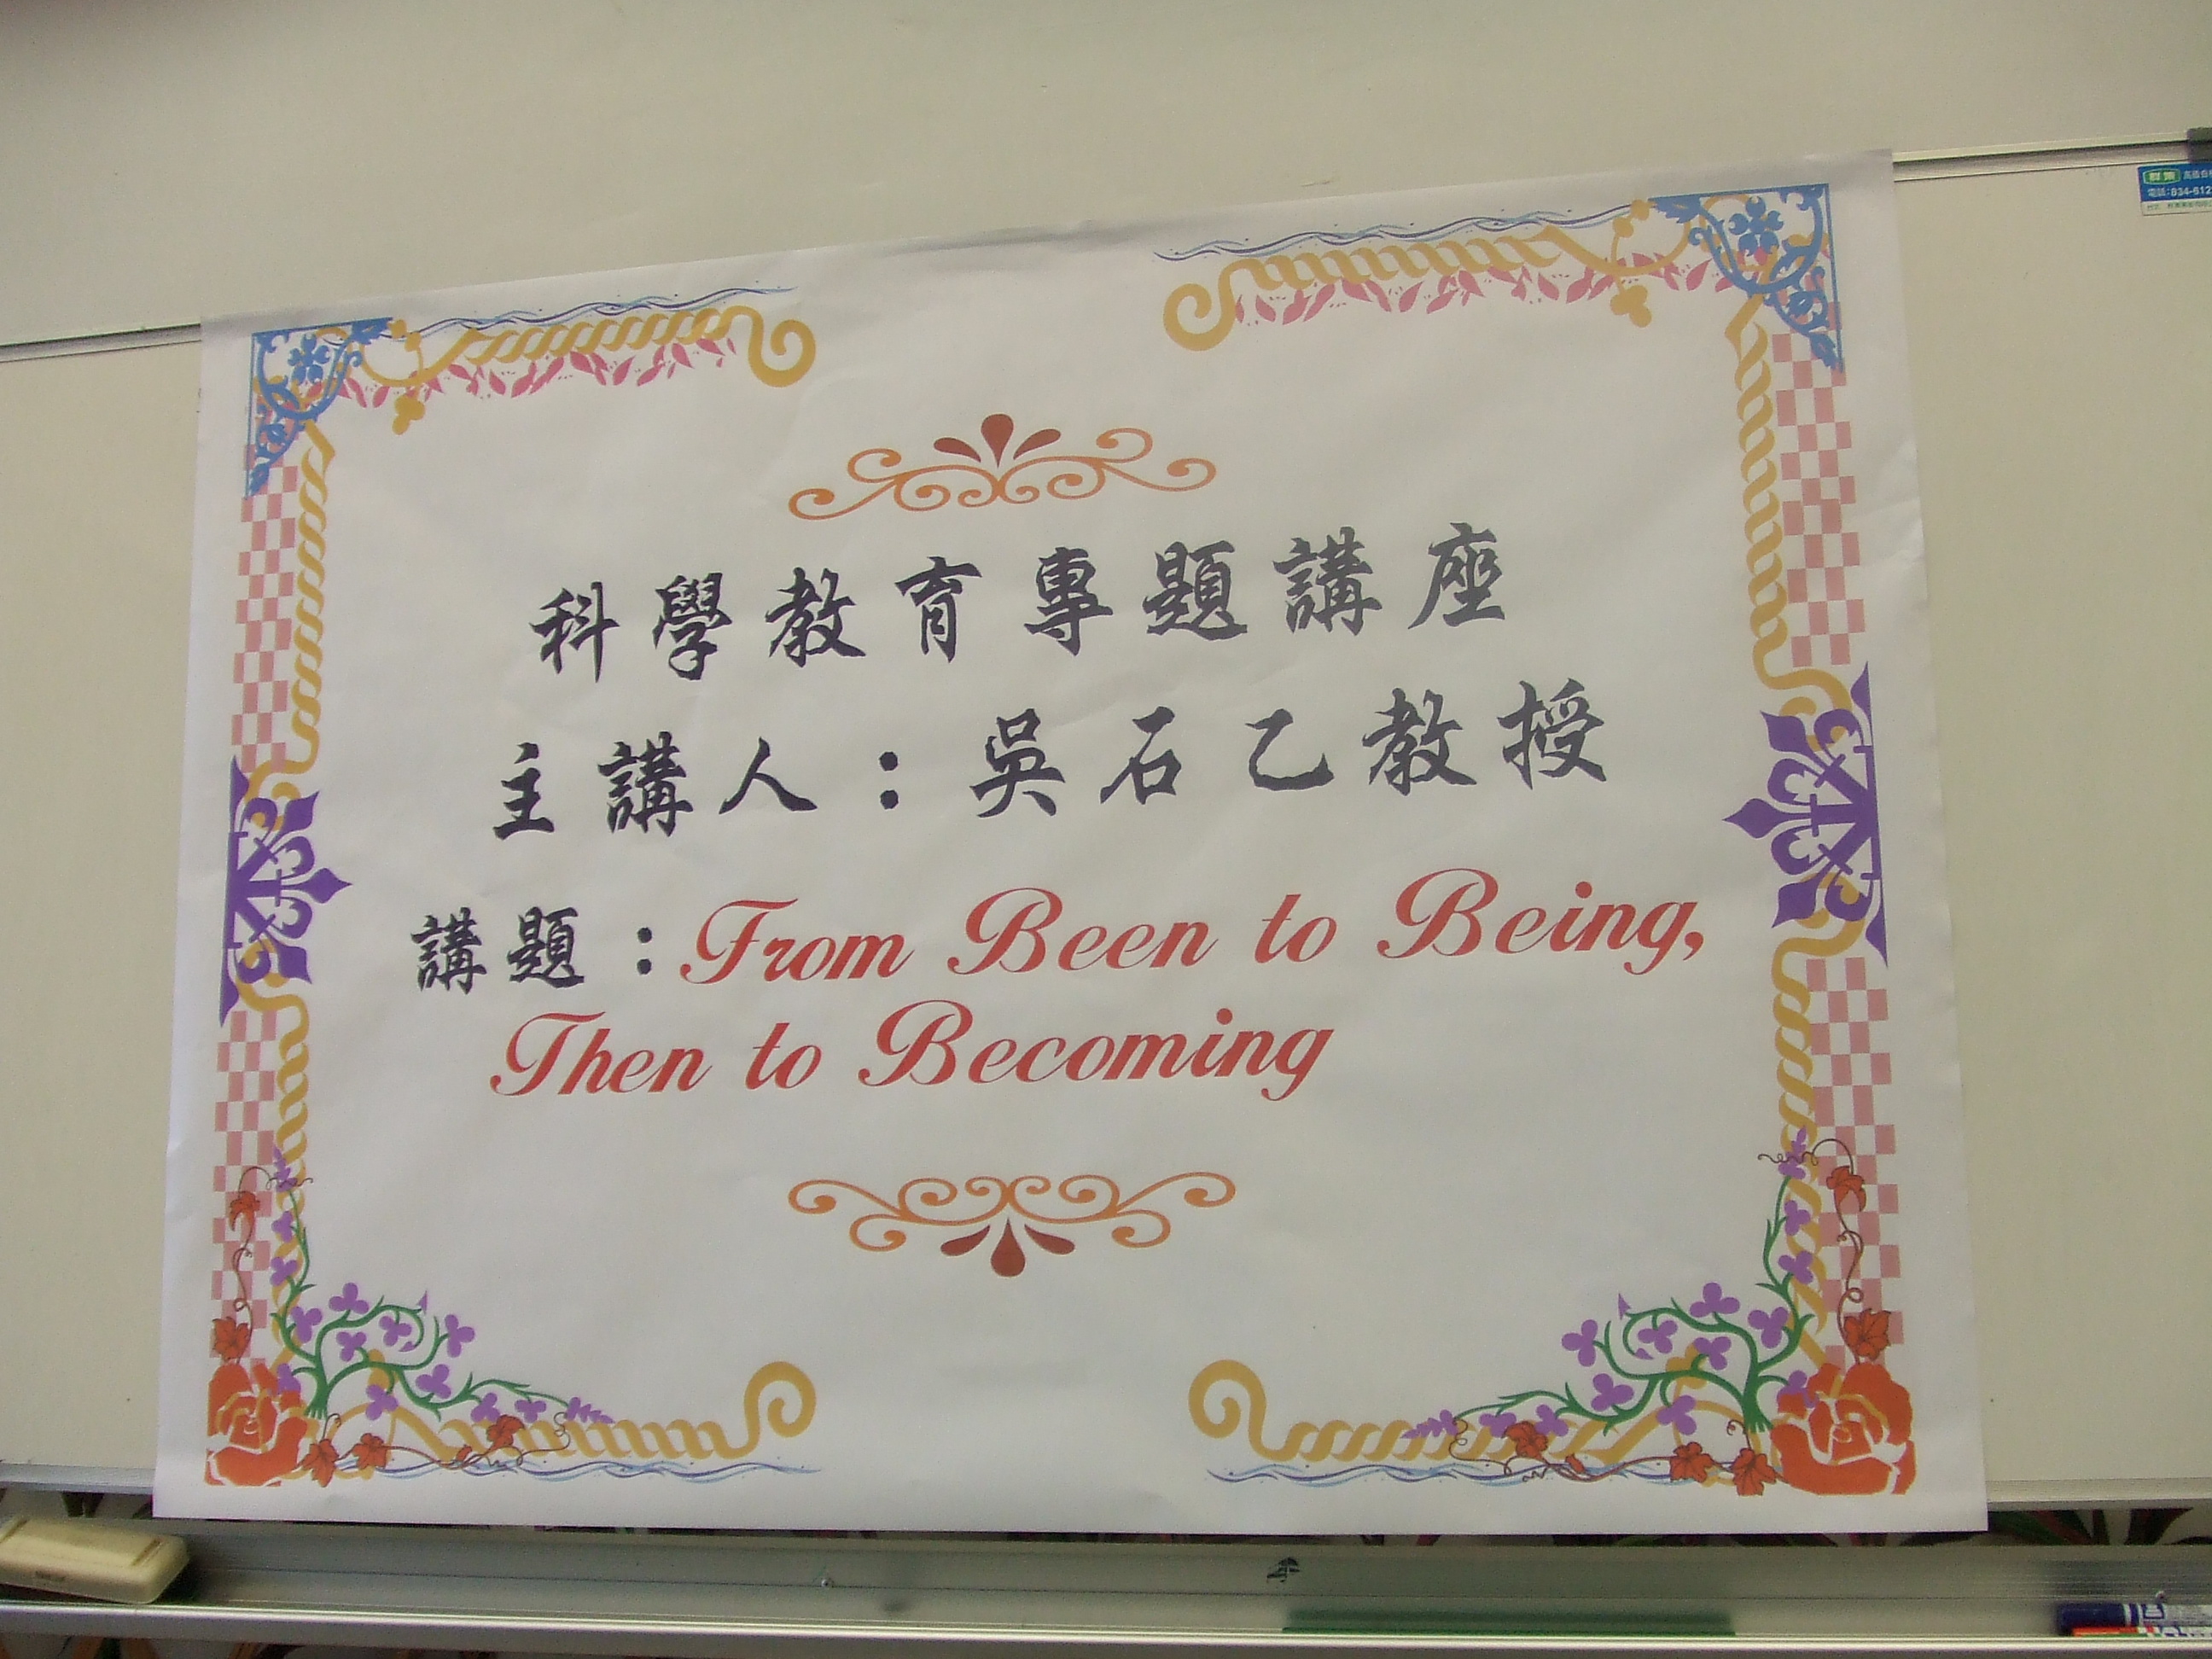 科學教育專題講座
主講人：吳石乙教授
講題：From Been to Being,
Then to Becoming